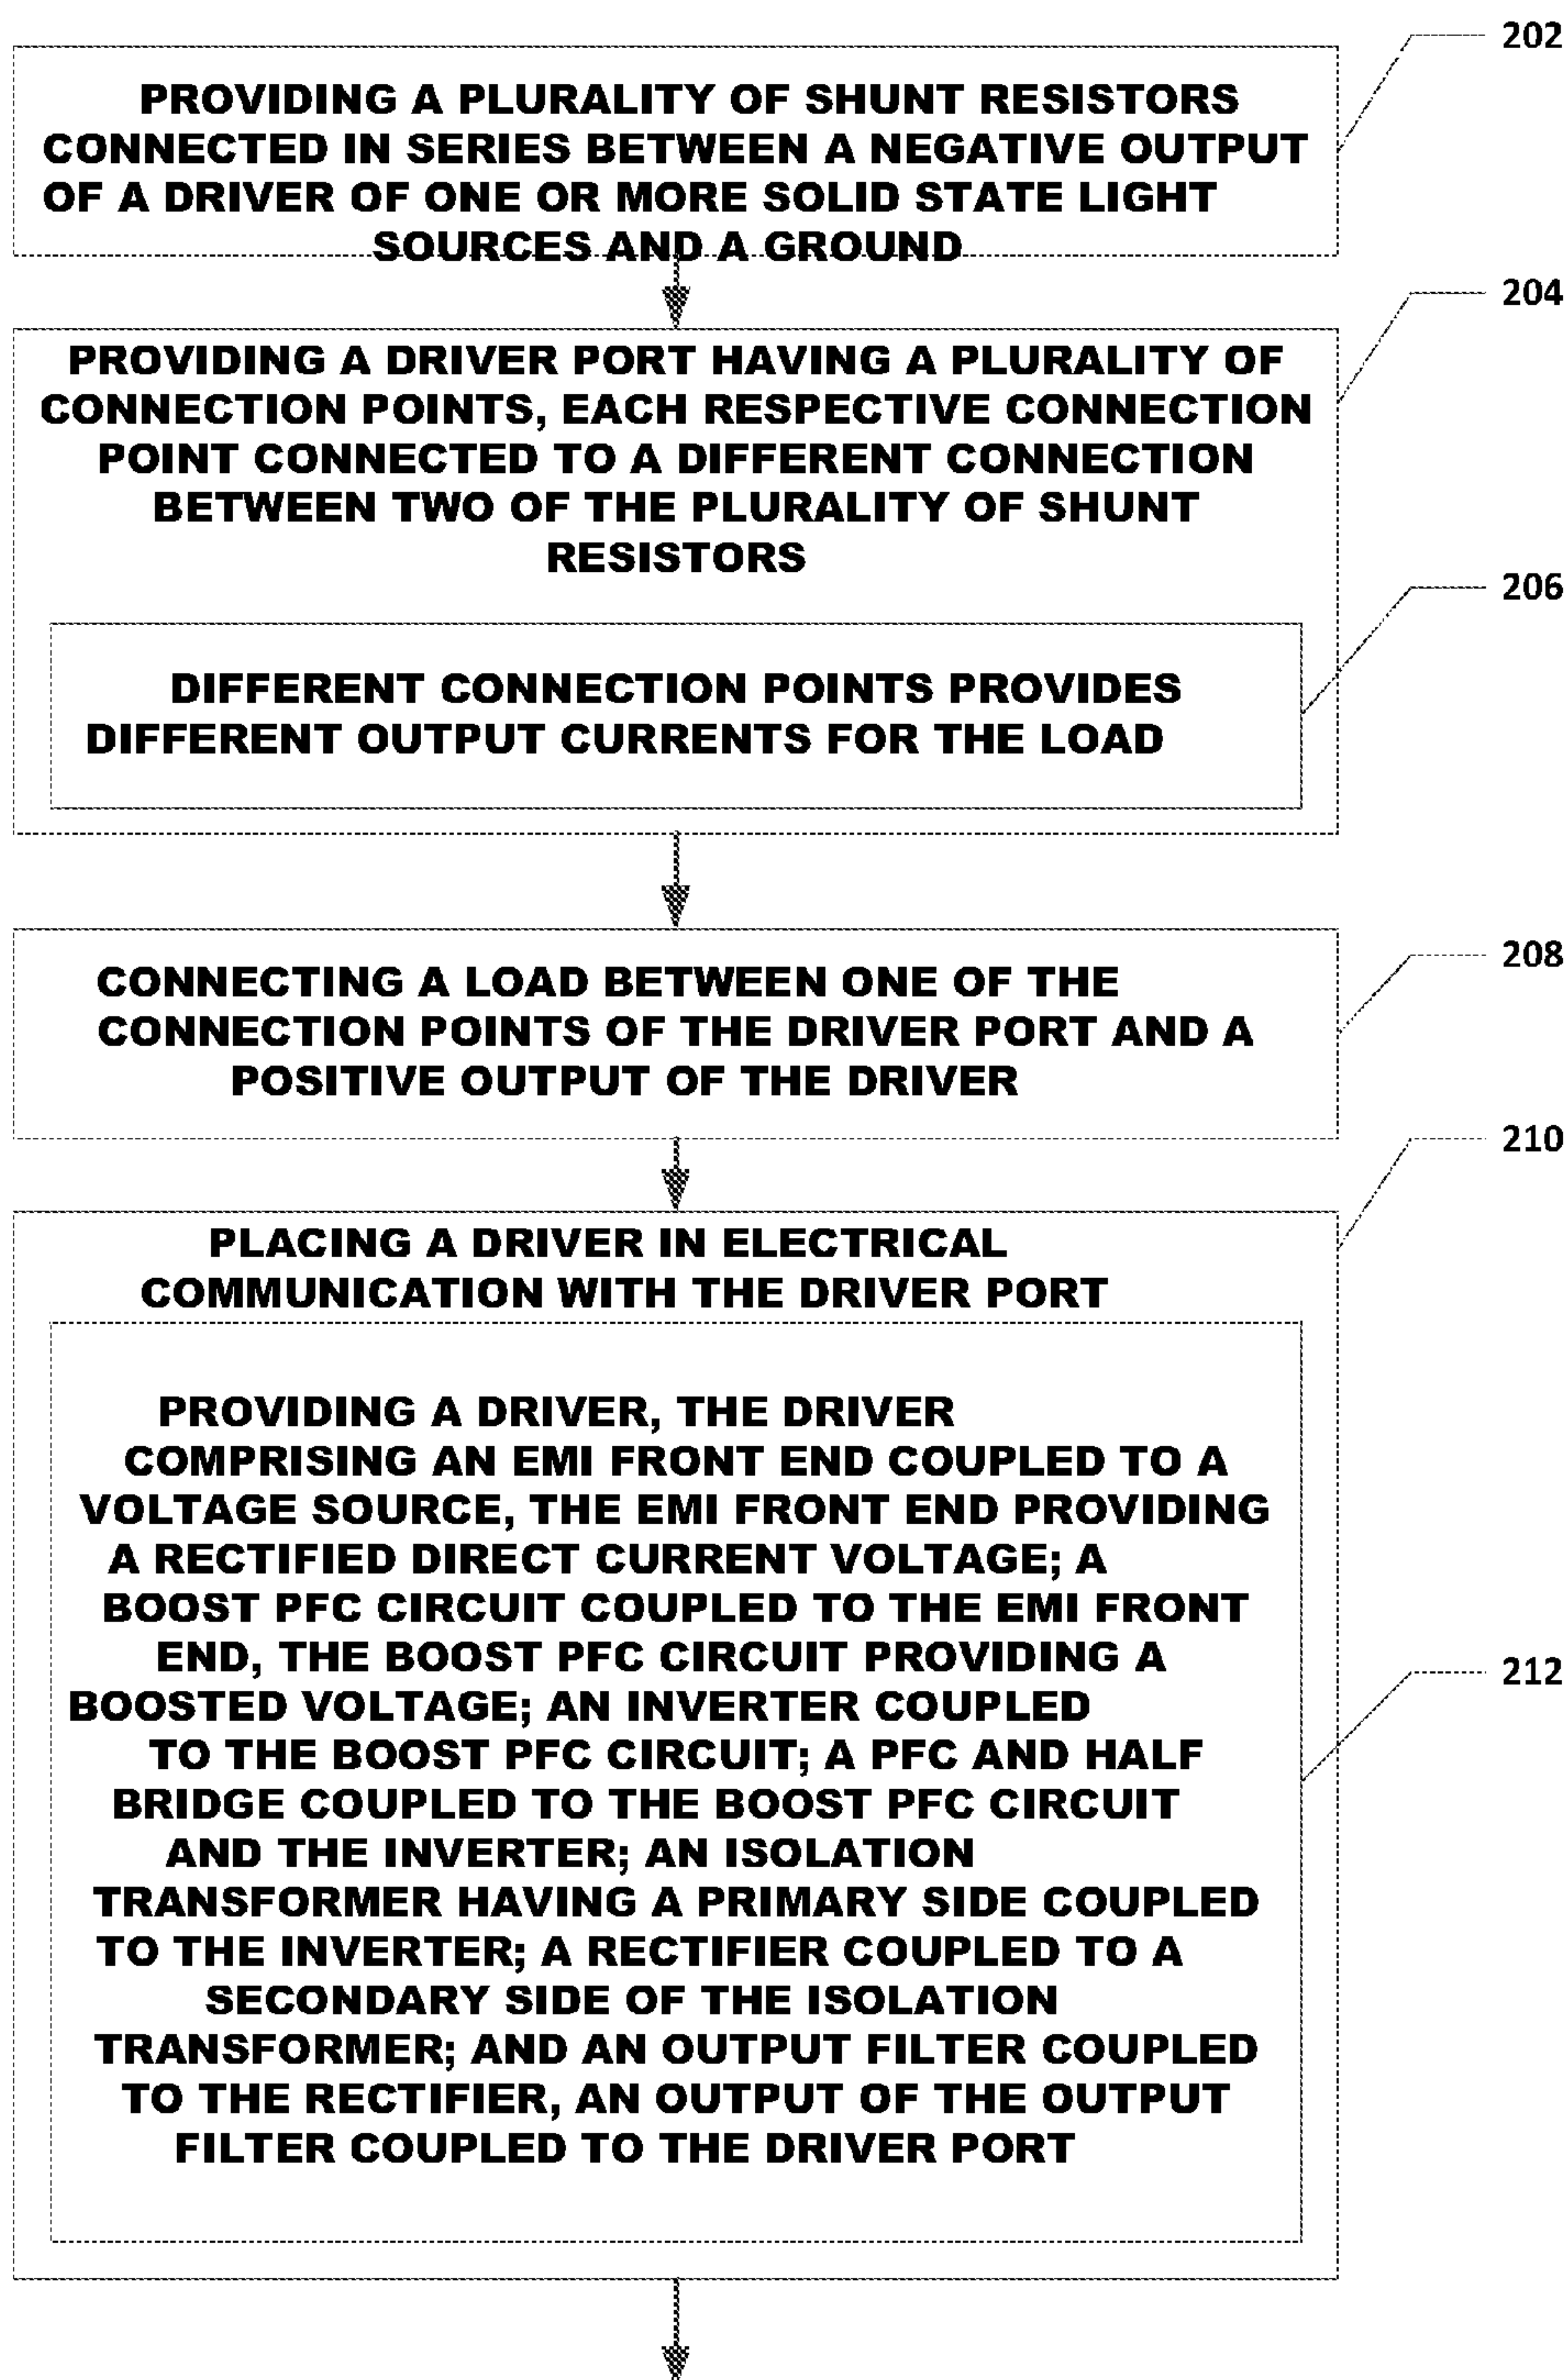 202
PROVIDING A PLURALITY OF SHUNT RESISTORS
CONNECTED IN SERIES BETWEEN A NEGATIVE OUTPUT
OF A DRIVER OF ONE OR MORE SOLID STATE LIGHT
SOURCES AND A GROUND
204
PROVIDING A DRIVER PORT HAVING A PLURALITY OF
CONNECTION POINTS, EACH RESPECTIVE CONNECTION
POINT CONNECTED TO A DIFFERENT CONNECTION
BETWEEN TWO OF THE PLURALITY OF SHUNT
RESISTORS
206
DIFFERENT CONNECTION POINTS PROVIDES
DIFFERENT OUTPUT CURRENTS FOR THE LOAD
208
CONNECTING A LOAD BETWEEN ONE OF THE
CONNECTION POINTS OF THE DRIVER PORT AND A
POSITIVE OUTPUT OF THE DRIVER
210
PLACING A DRIVER IN ELECTRICAL
COMMUNICATION WITH THE DRIVER PORT
PROVIDING A DRIVER, THE DRIVER
COMPRISING AN EMI FRONT END COUPLED TO A
VOLTAGE SOURCE, THE EMI FRONT END PROVIDING
A RECTIFIED DIRECT CURRENT VOLTAGE; A
BOOST PFC CIRCUIT COUPLED TO THE EMI FRONT
END, THE BOOST PFC CIRCUIT PROVIDING A
212
BOOSTED VOLTAGE; AN INVERTER COUPLED
TO THE BOOST PFC CIRCUIT; A PFC AND HALF
BRIDGE COUPLED TO THE BOOST PFC CIRCUIT
AND THE INVERTER; AN ISOLATION
TRANSFORMER HAVING A PRIMARY SIDE COUPLED
TO THE INVERTER; A RECTIFIER COUPLED TO A
SECONDARY SIDE OF THE ISOLATION
TRANSFORMER; AND AN OUTPUT FILTER COUPLED
TO THE RECTIFIER, AN OUTPUT OF THE OUTPUT
FILTER COUPLED TO THE DRIVER PORT